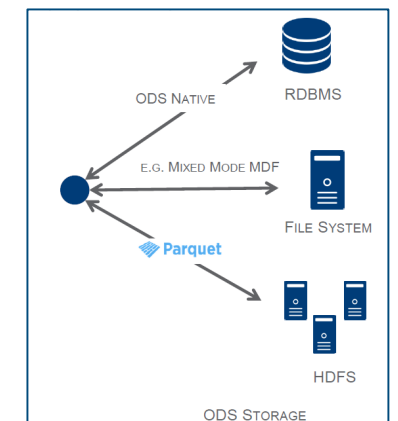 ODS NATIVE
RDBMS
E.G. MIXED MODE MDF
FILE SYSTEM
Parquet
HDFS
ODS STORAGE